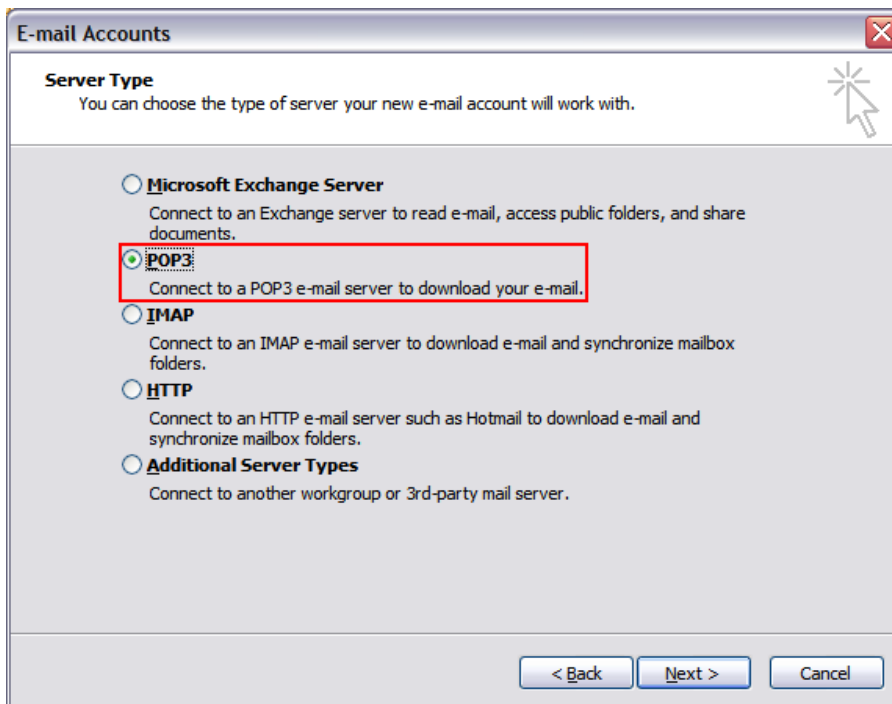 E-mail Accounts
Server Type
You can choose the type of server your new e-mail account will work with.
Microsoft Exchange Server
Connect to an Exchange server to read e-mail, access public folders, and share
documents.
POP3
Connect to a POP3 e-mail server to download your e-mail.
IMAP
Connect to an IMAP e-mail server to download e-mail and synchronize mailbox
folders.
HTTP
Connect to an HTTP e-mail server such as Hotmail to download e-mail and
synchronize mailbox folders.
Additional Server Types
Connect to another workgroup or 3rd-party mail server.
< Back Next > Cancel